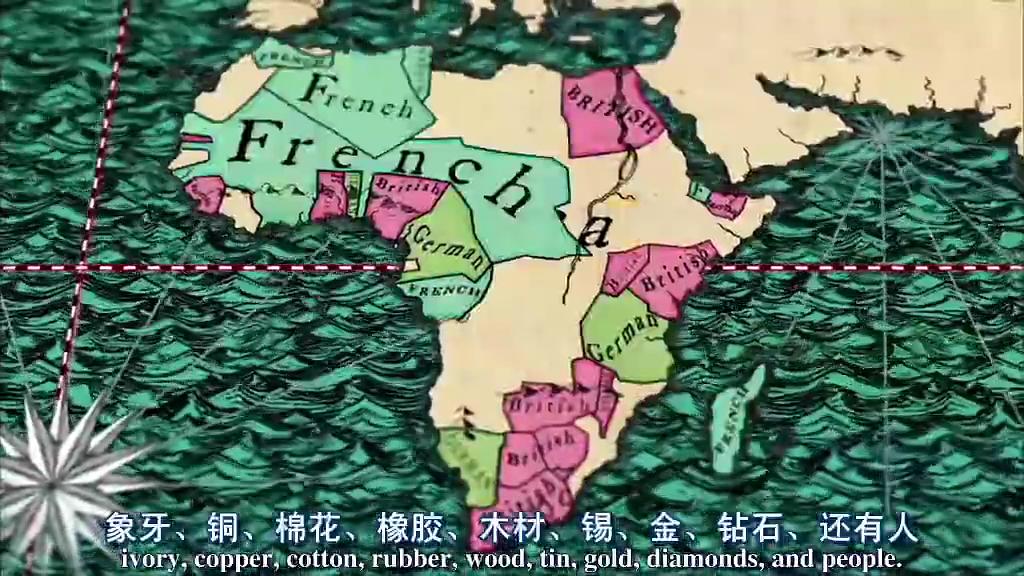 FRENCH
French
BRITISH
French
British
a
German
British
FRENCH
German
British
FRENCH
British
象牙、铜、棉花、橡胶、木材、锡、金、钻石、还有人
ivory, copper, cotton, rubber, wood, tin, gold, diamonds, and people.